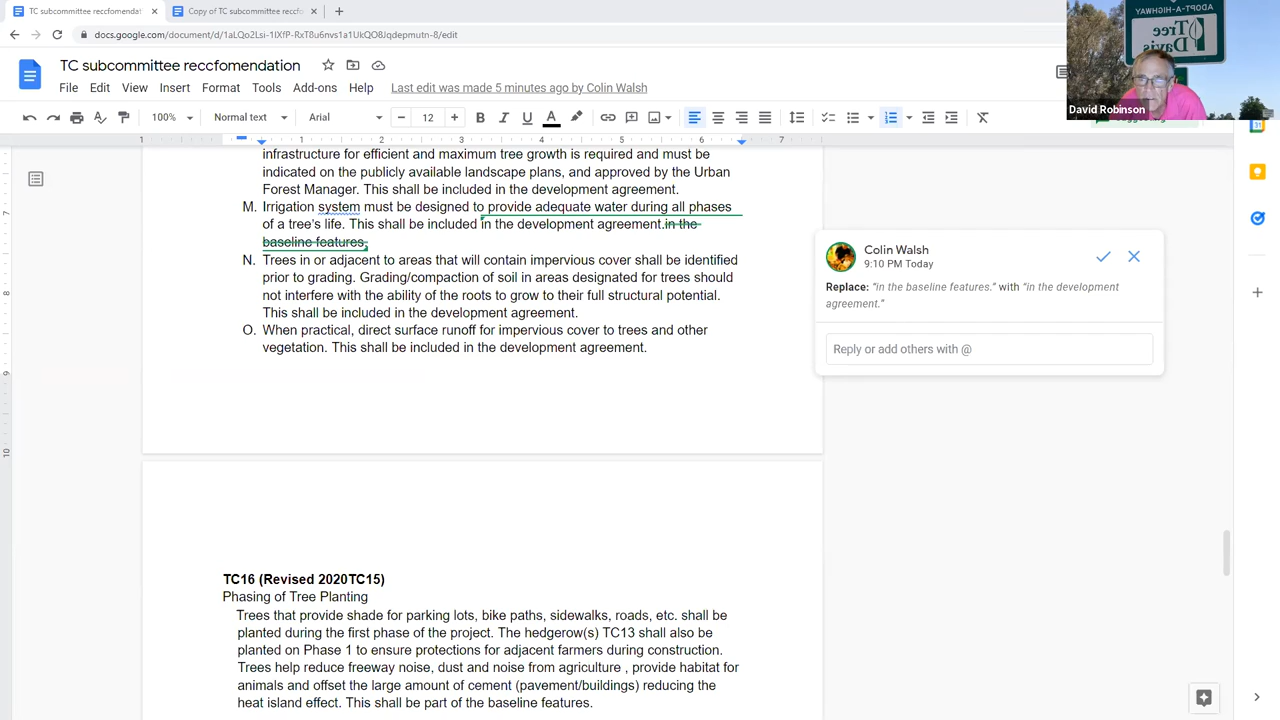 TC subcommittee reccfomendation
Copy of TC subcommittee reccfo
docs.google.com/document/d/1aLQo2Lsi-1IXfP-RxT8u6nvs1a1UkQO8Jqdepmutn-8/edit
TC subcommittee reccfomendation
File Edit View Insert Format Tools Add-ons Help Last edit was made 5 minutes ago by Colin Walsh
100% Normal text Arial 12
ADOPT-A-HIGHWAY
Tree
Davis
David Robinson
1 1 2 3 4 5 6 7
infrastructure for efficient and maximum tree growth is required and must be
indicated on the publicly available landscape plans, and approved by the Urban
Forest Manager. This shall be included in the development agreement.
M. Irrigation system must be designed to provide adequate water during all phases
of a tree's life. This shall be included in the development agreement.in the
baseline features.
N. Trees in or adjacent to areas that will contain impervious cover shall be identified
prior to grading. Grading/compaction of soil in areas designated for trees should
not interfere with the ability of the roots to grow to their full structural potential.
This shall be included in the development agreement.
O. When practical, direct surface runoff for impervious cover to trees and other
vegetation. This shall be included in the development agreement.
Colin Walsh
9:10 PM Today
Replace: "in the baseline features." with "in the development
agreement."
Reply or add others with @
TC16 (Revised 2020TC15)
Phasing of Tree Planting
Trees that provide shade for parking lots, bike paths, sidewalks, roads, etc. shall be
planted during the first phase of the project. The hedgerow(s) TC13 shall also be
planted on Phase 1 to ensure protections for adjacent farmers during construction.
Trees help reduce freeway noise, dust and noise from agriculture , provide habitat for
animals and offset the large amount of cement (pavement/buildings) reducing the
heat island effect. This shall be part of the baseline features.
7
8
9
10